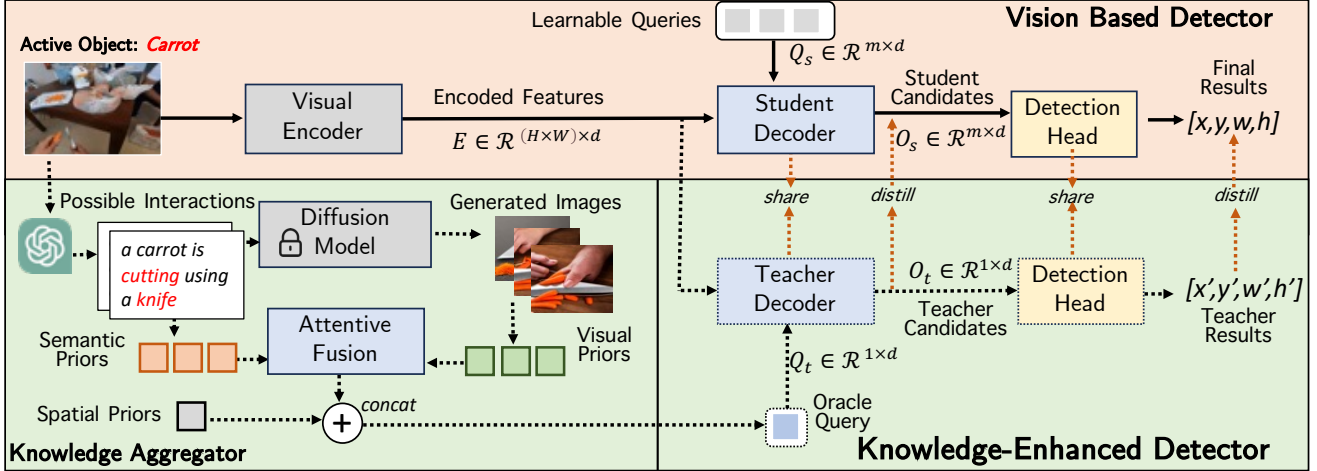 Learnable Queries
Vision Based Detector
Active Object: Carrot
Q_s ∈ R^{m×d}
Visual
Encoder
Encoded Features
E ∈ R^{(H×W)×d}
Student
Decoder
Student
Candidates
O_s ∈ R^{m×d}
Detection
Head
Final
Results
[x,y,w,h]
share
distill
share
distill
Possible Interactions
a carrot is
cutting using
a knife
Diffusion
Model
Generated Images
Semantic
Priors
Attentive
Fusion
Visual
Priors
Spatial Priors
+
concat
Knowledge Aggregator
Teacher
Decoder
O_t ∈ R^{1×d}
Teacher
Candidates
Detection
Head
[x',y',w',h']
Teacher
Results
Q_t ∈ R^{1×d}
Oracle
Query
Knowledge-Enhanced Detector